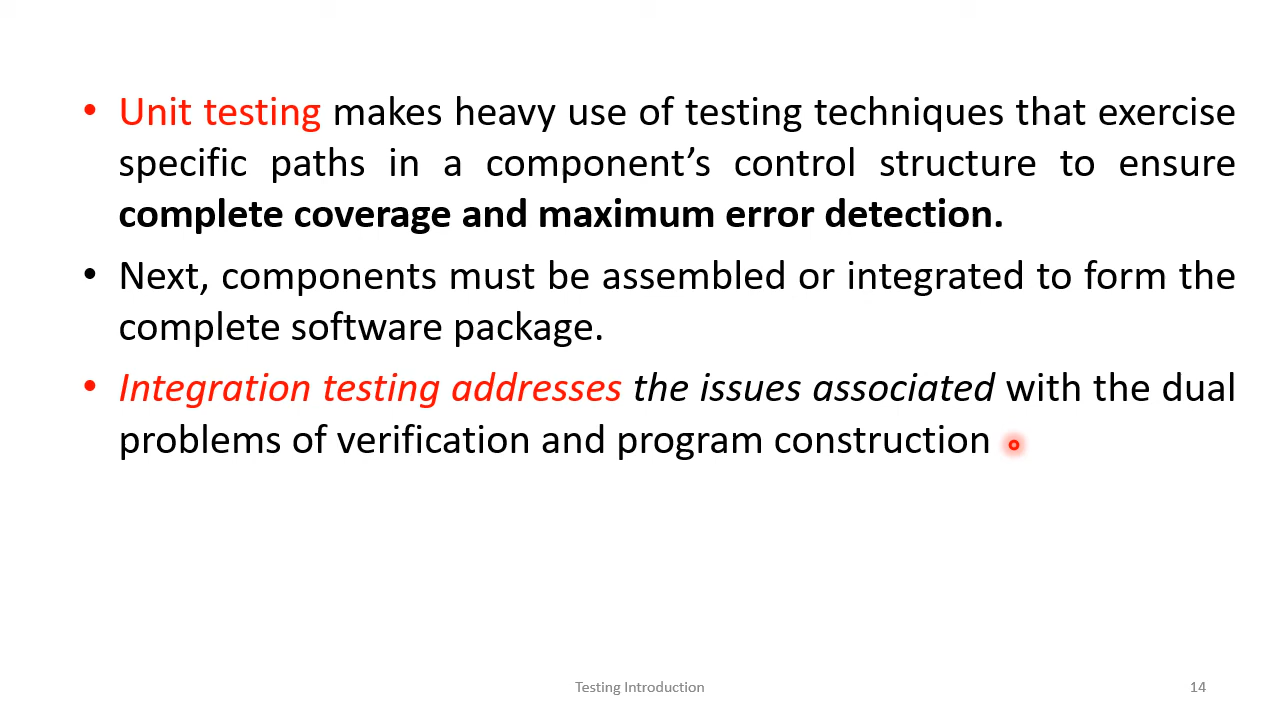 • Unit testing makes heavy use of testing techniques that exercise
specific paths in a component’s control structure to ensure
complete coverage and maximum error detection.
• Next, components must be assembled or integrated to form the
complete software package.
• Integration testing addresses the issues associated with the dual
problems of verification and program construction
Testing Introduction
14